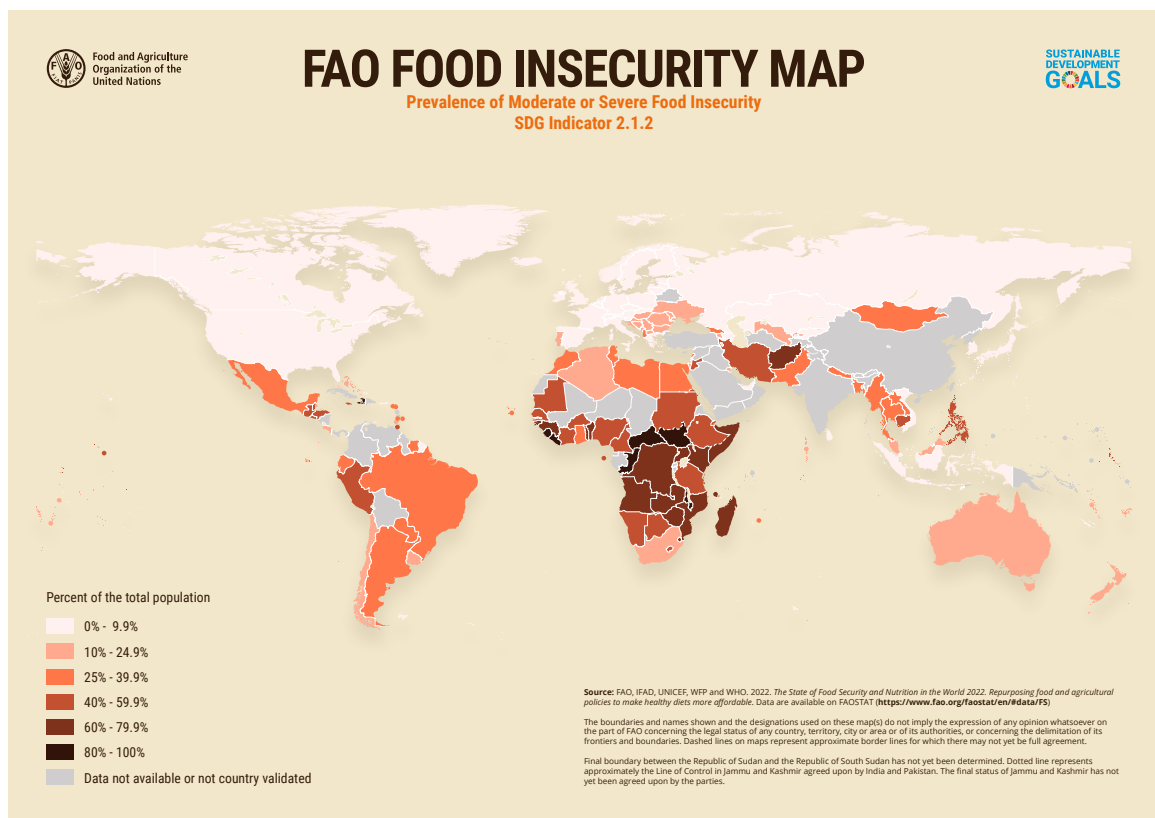 Food and Agriculture
Organization of the
United Nations
FAO
FIAT PANIS
FAO FOOD INSECURITY MAP
Prevalence of Moderate or Severe Food Insecurity
SDG Indicator 2.1.2
SUSTAINABLE
DEVELOPMENT
GOALS
Percent of the total population
0% - 9.9%
10% - 24.9%
25% - 39.9%
40% - 59.9%
60% - 79.9%
80% - 100%
Data not available or not country validated
Source: FAO, IFAD, UNICEF, WFP and WHO. 2022. The State of Food Security and Nutrition in the World 2022. Repurposing food and agricultural
policies to make healthy diets more affordable. Data are available on FAOSTAT (https://www.fao.org/faostat/en/#data/FS)
The boundaries and names shown and the designations used on these map(s) do not imply the expression of any opinion whatsoever on
the part of FAO concerning the legal status of any country, territory, city or area or of its authorities, or concerning the delimitation of its
frontiers and boundaries. Dashed lines on maps represent approximate border lines for which there may not yet be full agreement.
Final boundary between the Republic of Sudan and the Republic of South Sudan has not yet been determined. Dotted line represents
approximately the Line of Control in Jammu and Kashmir agreed upon by India and Pakistan. The final status of Jammu and Kashmir has not
yet been agreed upon by the parties.